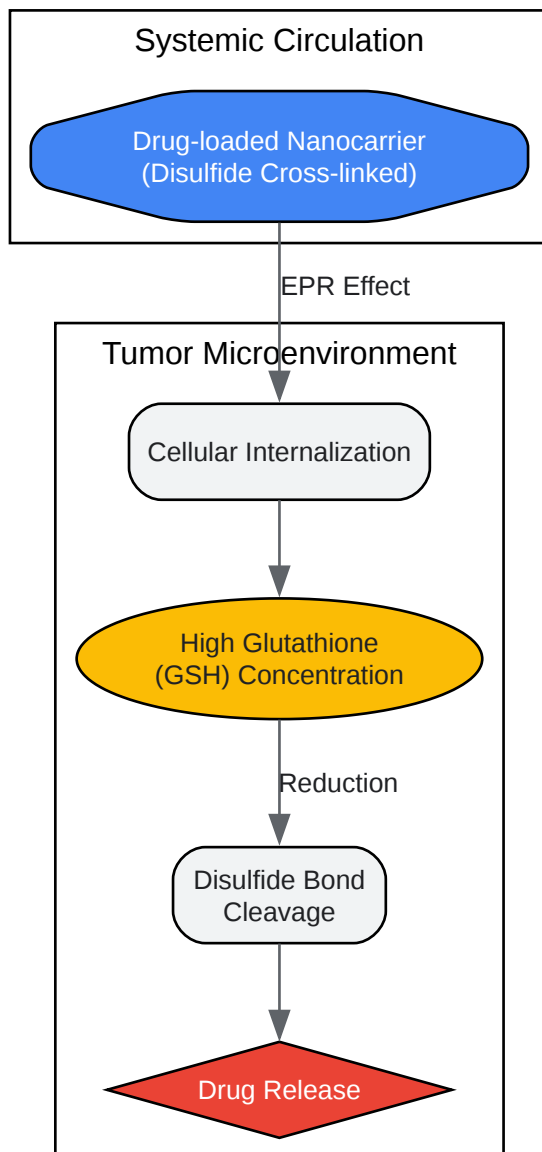 Systemic Circulation
Drug-loaded Nanocarrier
(Disulfide Cross-linked)
EPR Effect
Tumor Microenvironment
Cellular Internalization
High Glutathione
(GSH) Concentration
Reduction
Disulfide Bond
Cleavage
Drug Release